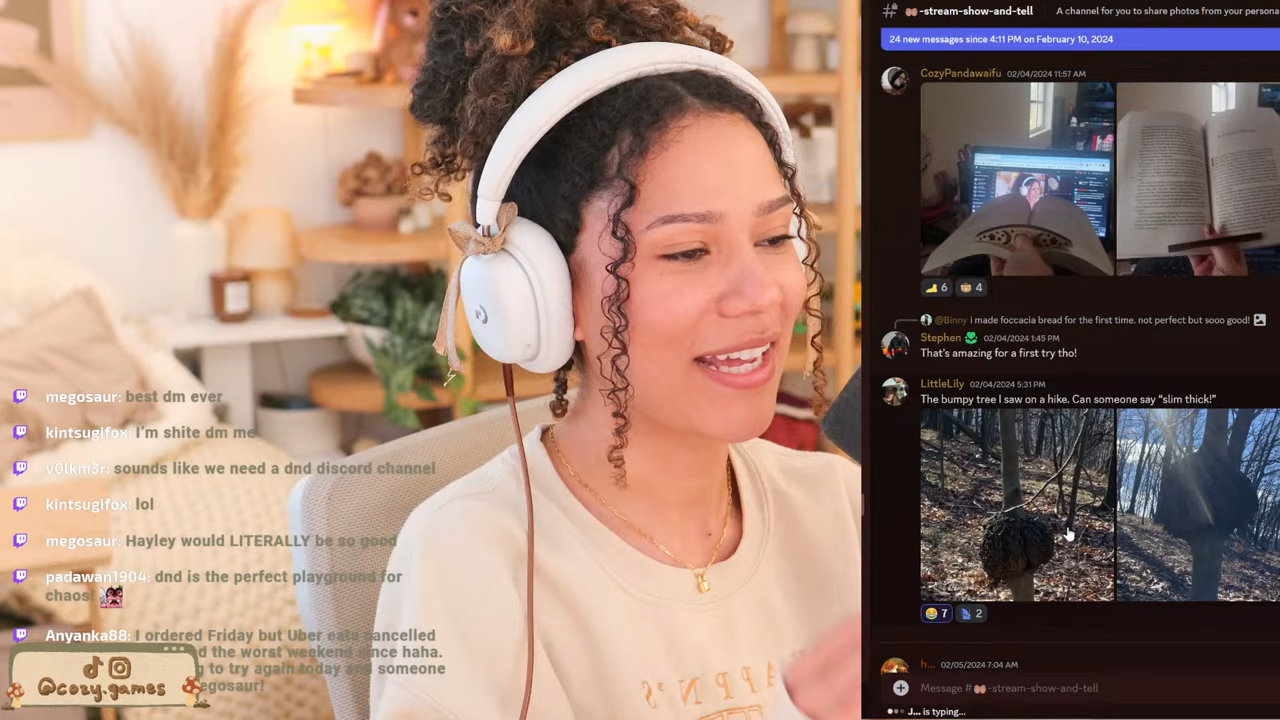 megosaur: best dm ever
kintsugifox: I'm shite dm me
v0lkm3r: sounds like we need a dnd discord channel
kintsugifox: lol
megosaur: Hayley would LITERALLY be so good
padawan1904: dnd is the perfect playground for
chaos!
Anyanka88: I ordered Friday but Uber eats cancelled
d the worst weekend since haha.
g to try again today and someone
egosaur!
@cozy.games
-stream-show-and-tell A channel for you to share photos from your persona
24 new messages since 4:11 PM on February 10, 2024
CozyPandawaifu 02/04/2024 11:57 AM
6 4
@Binny i made foccacia bread for the first time. not perfect but sooo good!
Stephen 02/04/2024 1:45 PM
That's amazing for a first try tho!
LittleLily 02/04/2024 5:31 PM
The bumpy tree I saw on a hike. Can someone say "slim thick!"
7 2
h... 02/05/2024 7:04 AM
Message # -stream-show-and-tell
J... is typing...